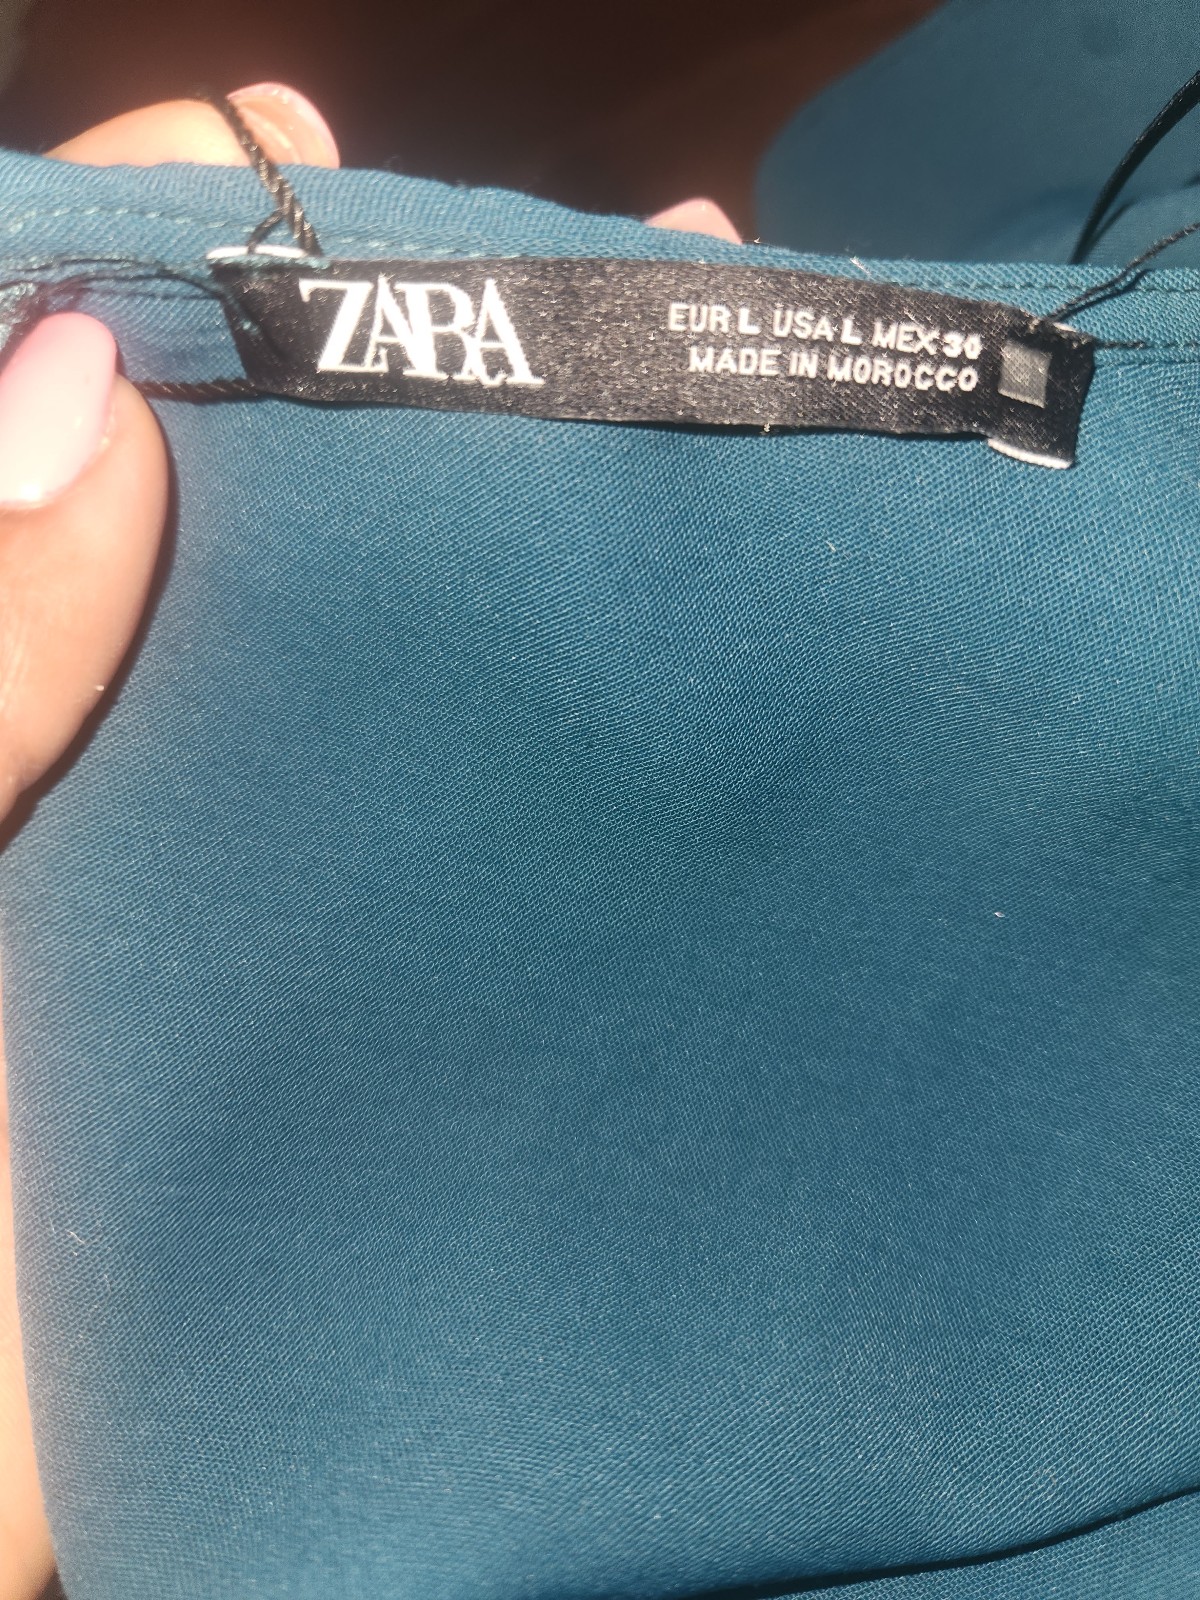 ZARA
EUR L USA L MEX 30
MADE IN MOROCCO